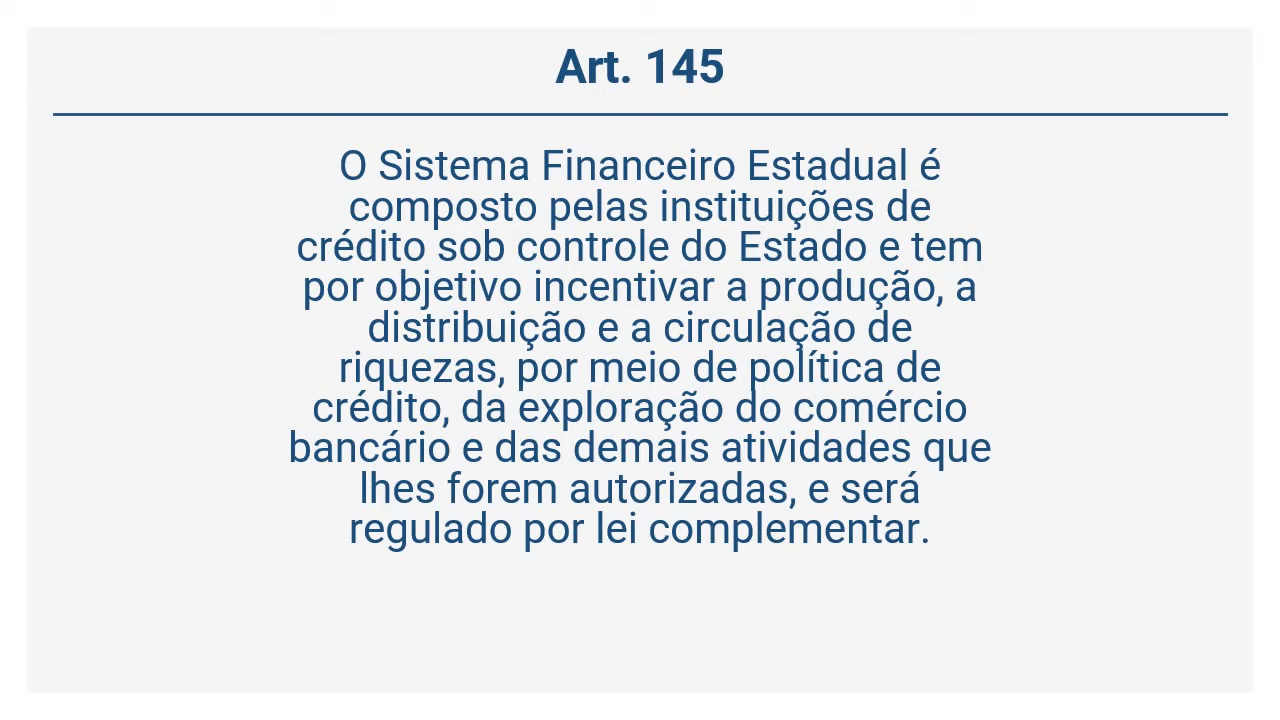 Art. 145
O Sistema Financeiro Estadual é
composto pelas instituições de
crédito sob controle do Estado e tem
por objetivo incentivar a produção, a
distribuição e a circulação de
riquezas, por meio de política de
crédito, da exploração do comércio
bancário e das demais atividades que
lhes forem autorizadas, e será
regulado por lei complementar.